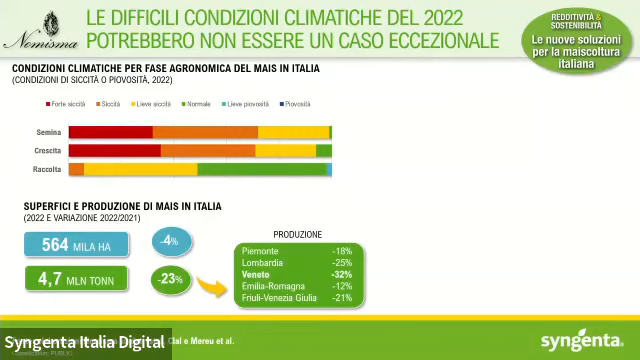 Nomisma
LE DIFFICILI CONDIZIONI CLIMATICHE DEL 2022
POTREBBERO NON ESSERE UN CASO ECCEZIONALE
REDDITIVITÀ &
SOSTENIBILITÀ
Le nuove soluzioni
per la maiscoltura
italiana
CONDIZIONI CLIMATICHE PER FASE AGRONOMICA DEL MAIS IN ITALIA
(CONDIZIONI DI SICCITÀ O PIOVOSITÀ, 2022)
Forte siccità Siccità Lieve siccità Normale Lieve piovosità Piovosità
Semina
Crescita
Raccolta
SUPERFICI E PRODUZIONE DI MAIS IN ITALIA
(2022 E VARIAZIONE 2022/2021)
564 MILA HA -4%
4,7 MLN TONN -23%
PRODUZIONE
Piemonte -18%
Lombardia -25%
Veneto -32%
Emilia-Romagna -12%
Friuli-Venezia Giulia -21%
Syngenta Italia Digital
CIal e Mereu et al.
Classification: PUBLIC
syngenta